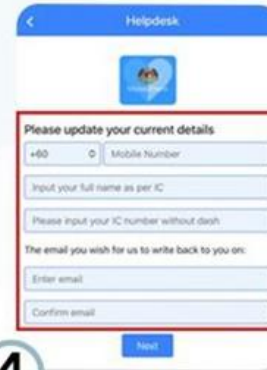 Helpdesk
Please update your current details
+60 Mobile Number
Input your full name as per IC
Please input your IC number without dash
The email you wish for us to write back to you on:
Enter email
Confirm email
Next
4